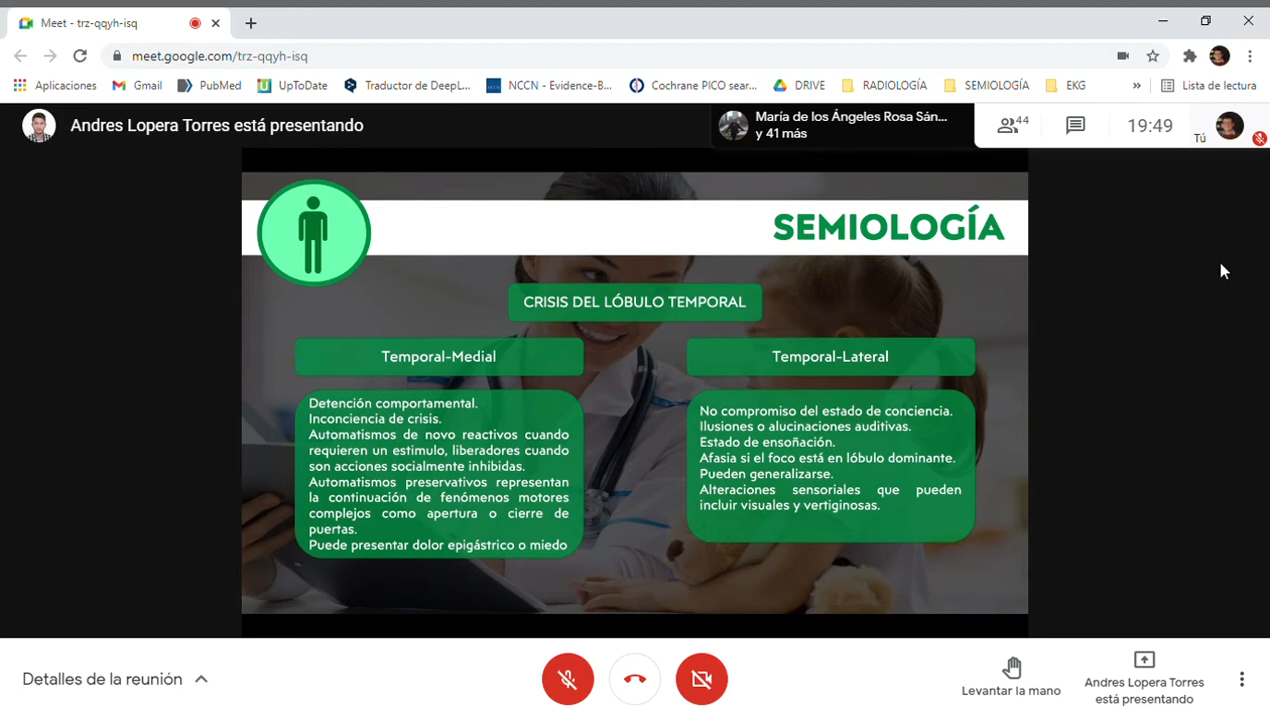 Meet - trz-qqyh-isq
meet.google.com/trz-qqyh-isq
Aplicaciones Gmail PubMed UpToDate Traductor de DeepL... NCCN - Evidence-B... Cochrane PICO sear... DRIVE RADIOLOGÍA SEMIOLOGÍA EKG » Lista de lectura
Andres Lopera Torres está presentando
María de los Ángeles Rosa Sán...
y 41 más
44
19:49
Tú
SEMIOLOGÍA
CRISIS DEL LÓBULO TEMPORAL
Temporal-Medial
Detención comportamental.
Inconciencia de crisis.
Automatismos de novo reactivos cuando
requieren un estimulo, liberadores cuando
son acciones socialmente inhibidas.
Automatismos preservativos representan
la continuación de fenómenos motores
complejos como apertura o cierre de
puertas.
Puede presentar dolor epigástrico o miedo
Temporal-Lateral
No compromiso del estado de conciencia.
Ilusiones o alucinaciones auditivas.
Estado de ensoñación.
Afasia si el foco está en lóbulo dominante.
Pueden generalizarse.
Alteraciones sensoriales que pueden
incluir visuales y vertiginosas.
Detalles de la reunión
Levantar la mano
Andres Lopera Torres
está presentando